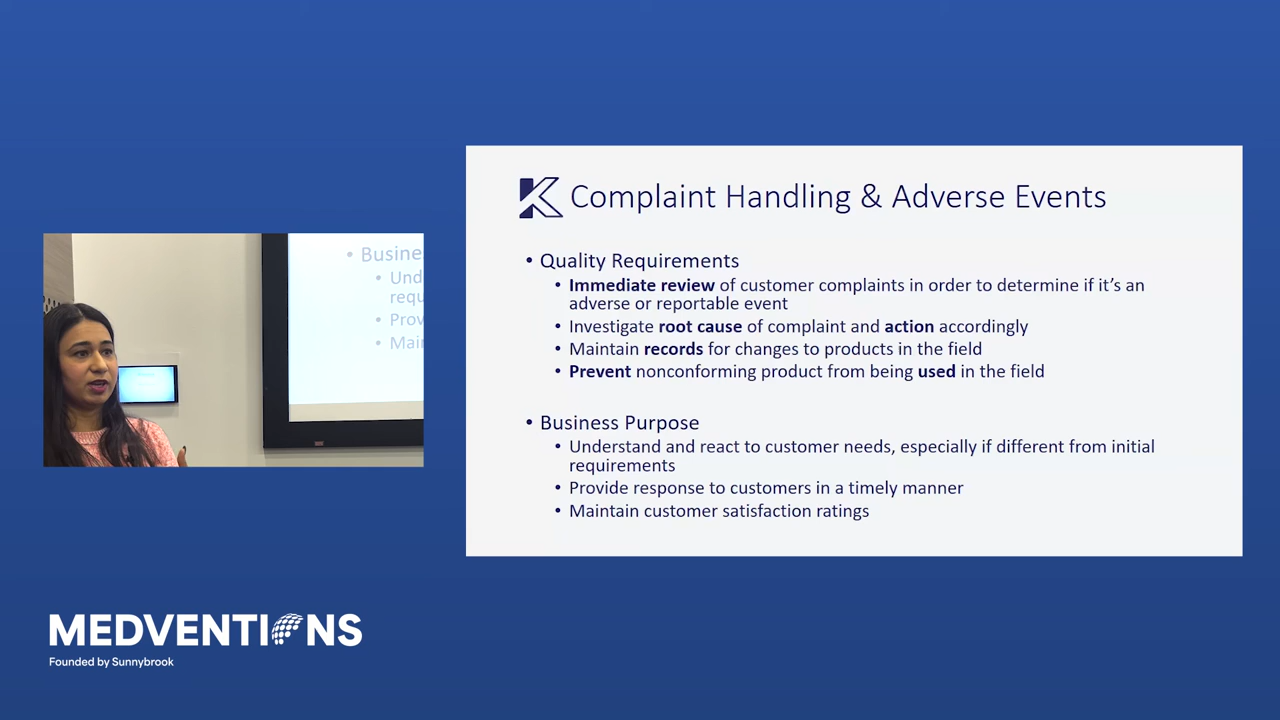 Complaint Handling & Adverse Events
• Quality Requirements
• Immediate review of customer complaints in order to determine if it's an
adverse or reportable event
• Investigate root cause of complaint and action accordingly
• Maintain records for changes to products in the field
• Prevent nonconforming product from being used in the field
• Business Purpose
• Understand and react to customer needs, especially if different from initial
requirements
• Provide response to customers in a timely manner
• Maintain customer satisfaction ratings
• Busine
• Und
requ
• Prov
• Mai
MEDVENTIONS
Founded by Sunnybrook